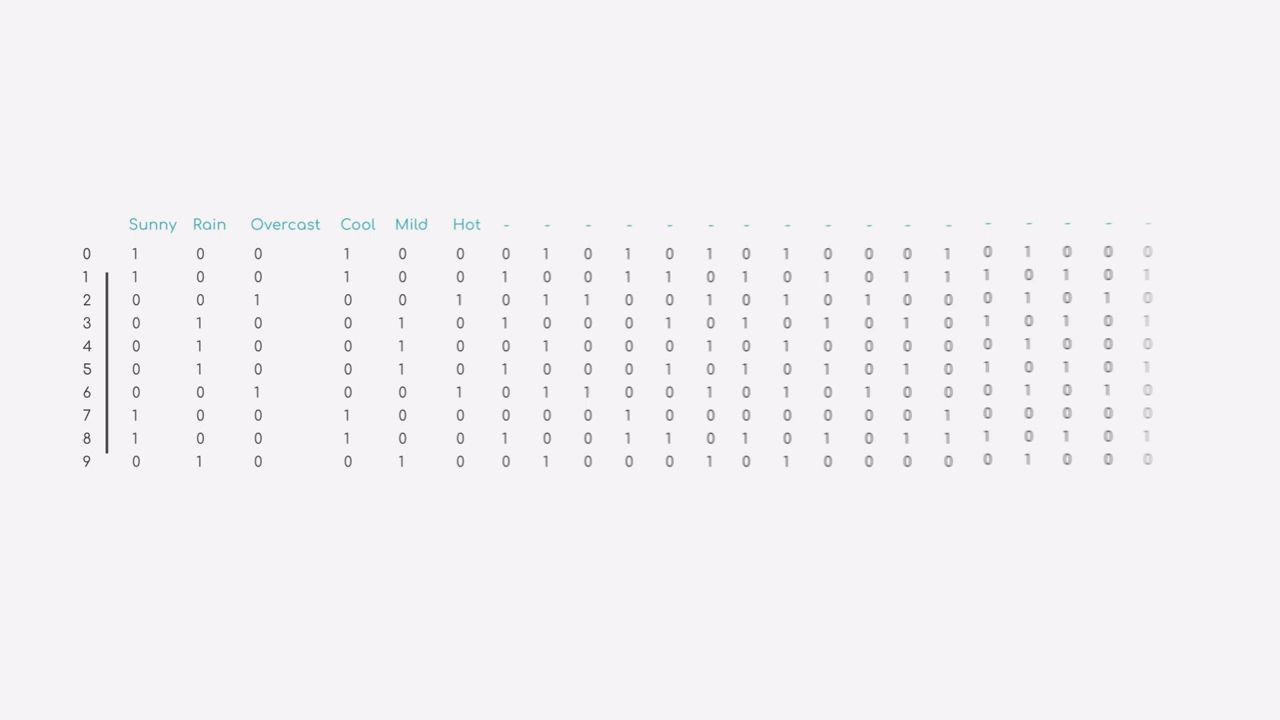 Sunny Rain Overcast Cool Mild Hot - - - - - - - - - - - - - - - - -
0 1 0 0 1 0 0 0 1 0 1 0 1 0 1 0 0 0 1 0 1 0 0 0
1 1 0 0 1 0 0 1 0 0 1 1 0 1 0 1 0 1 1 1 0 1 0 1
2 0 0 1 0 0 1 0 1 1 0 0 1 0 1 0 1 0 0 0 1 0 1 0
3 0 1 0 0 1 0 1 0 0 0 1 0 1 0 1 0 1 0 1 0 1 0 1
4 0 1 0 0 1 0 0 1 0 0 0 1 0 1 0 0 0 0 0 1 0 0 0
5 0 1 0 0 1 0 1 0 0 0 1 0 1 0 1 0 1 0 1 0 1 0 1
6 0 0 1 0 0 1 0 1 1 0 0 1 0 1 0 1 0 0 0 1 0 1 0
7 1 0 0 1 0 0 0 0 0 1 0 0 0 0 0 0 0 1 0 0 0 0 0
8 1 0 0 1 0 0 1 0 0 1 1 0 1 0 1 0 1 1 1 0 1 0 1
9 0 1 0 0 1 0 0 1 0 0 0 1 0 1 0 0 0 0 0 1 0 0 0